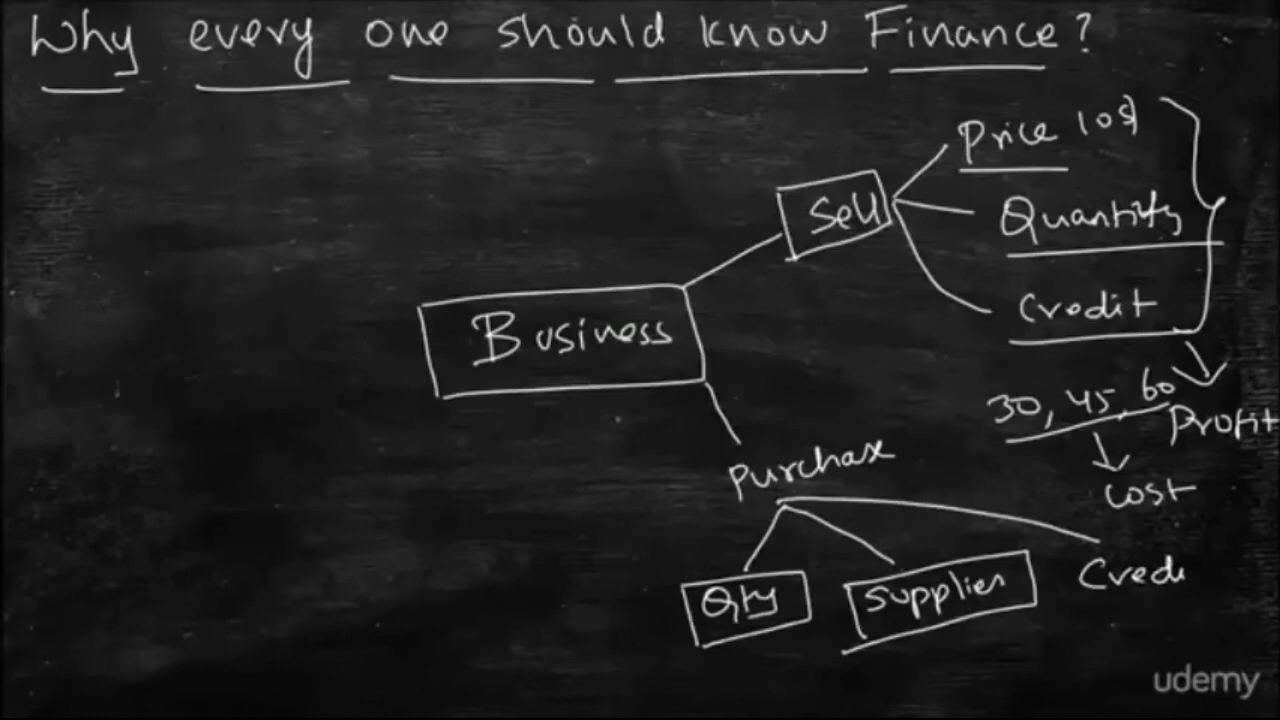 Why every one should know Finance?
Price 10$
Sell
Quantity
Credit
Business
30, 45, 60
Profit
Purchase
Cost
Qty
Supplier
Credi
udemy